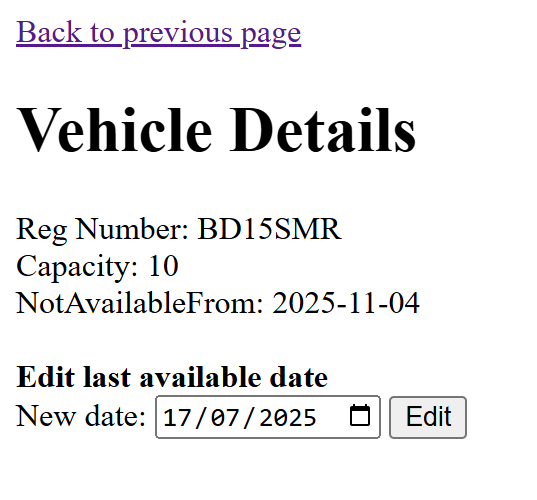 Back to previous page
Vehicle Details
Reg Number: BD15SMR
Capacity: 10
NotAvailableFrom: 2025-11-04
Edit last available date
New date: 17/07/2025 Edit